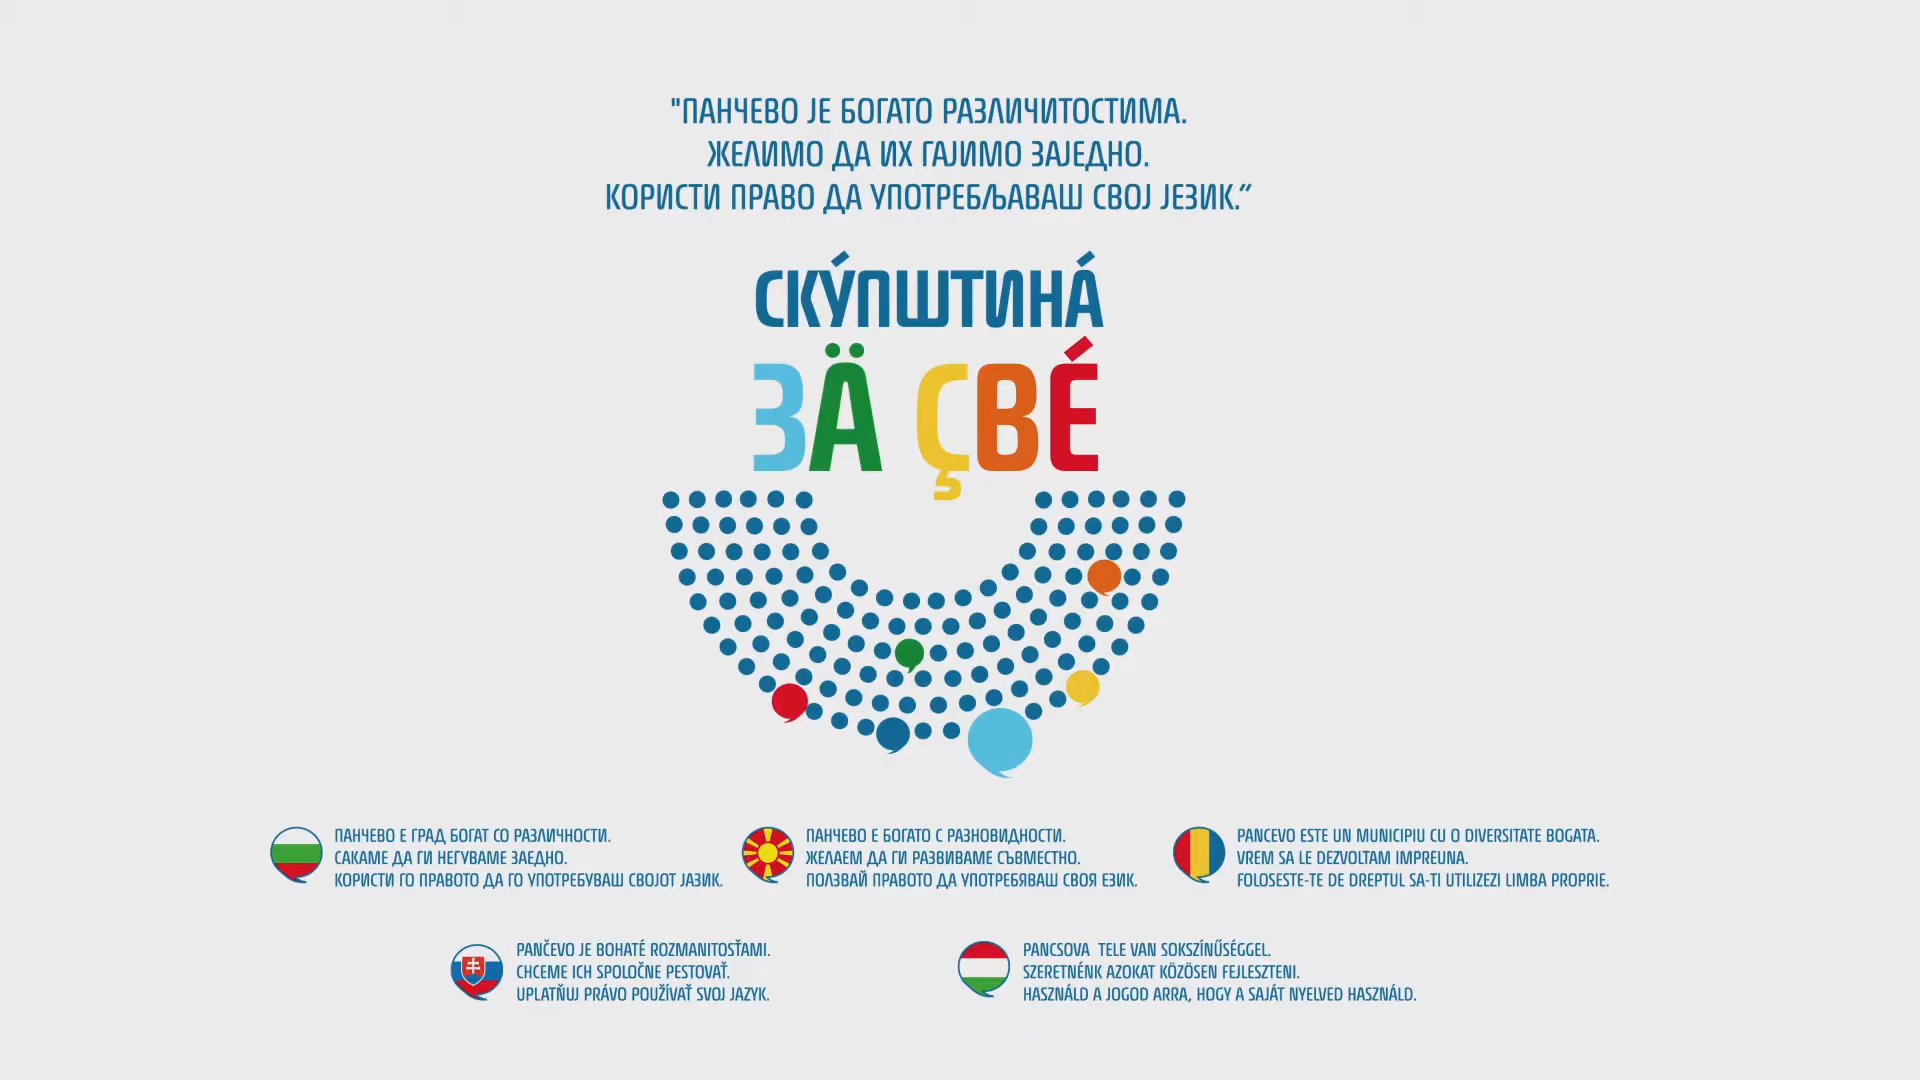 "ПАНЧЕВО ЈЕ БОГАТО РАЗЛИЧИТОСТИМА.
ЖЕЛИМО ДА ИХ ГАЈИМО ЗАЈЕДНО.
КОРИСТИ ПРАВО ДА УПОТРЕБЉАВАШ СВОЈ ЈЕЗИК."
СКУ́ПШТИНА́
ЗӒ ÇВÉ
ПАНЧЕВО Е ГРАД БОГАТ СО РАЗЛИЧНОСТИ.
САКАМЕ ДА ГИ НЕГУВАМЕ ЗАЕДНО.
КОРИСТИ ГО ПРАВОТО ДА ГО УПОТРЕБУВАШ СВОЈОТ ЈАЗИК.
ПАНЧЕВО Е БОГАТО С РАЗНОВИДНОСТИ.
ЖЕЛАЕМ ДА ГИ РАЗВИВАМЕ СЪВМЕСТНО.
ПОЛЗВАЙ ПРАВОТО ДА УПОТРЕБЯВАШ СВОЯ ЕЗИК.
PANCEVO ESTE UN MUNICIPIU CU O DIVERSITATE BOGATA.
VREM SA LE DEZVOLTAM IMPREUNA.
FOLOSESTE-TE DE DREPTUL SA-TI UTILIZEZI LIMBA PROPRIE.
PANČEVO JE BOHATÉ ROZMANITOSŤAMI.
CHCEME ICH SPOLOČNE PESTOVAŤ.
UPLATŇUJ PRÁVO POUŽÍVAŤ SVOJ JAZYK.
PANCSOVA TELE VAN SOKSZÍNŰSÉGGEL.
SZERETNÉNK AZOKAT KÖZÖSEN FEJLESZTENI.
HASZNÁLD A JOGOD ARRA, HOGY A SAJÁT NYELVED HASZNÁLD.